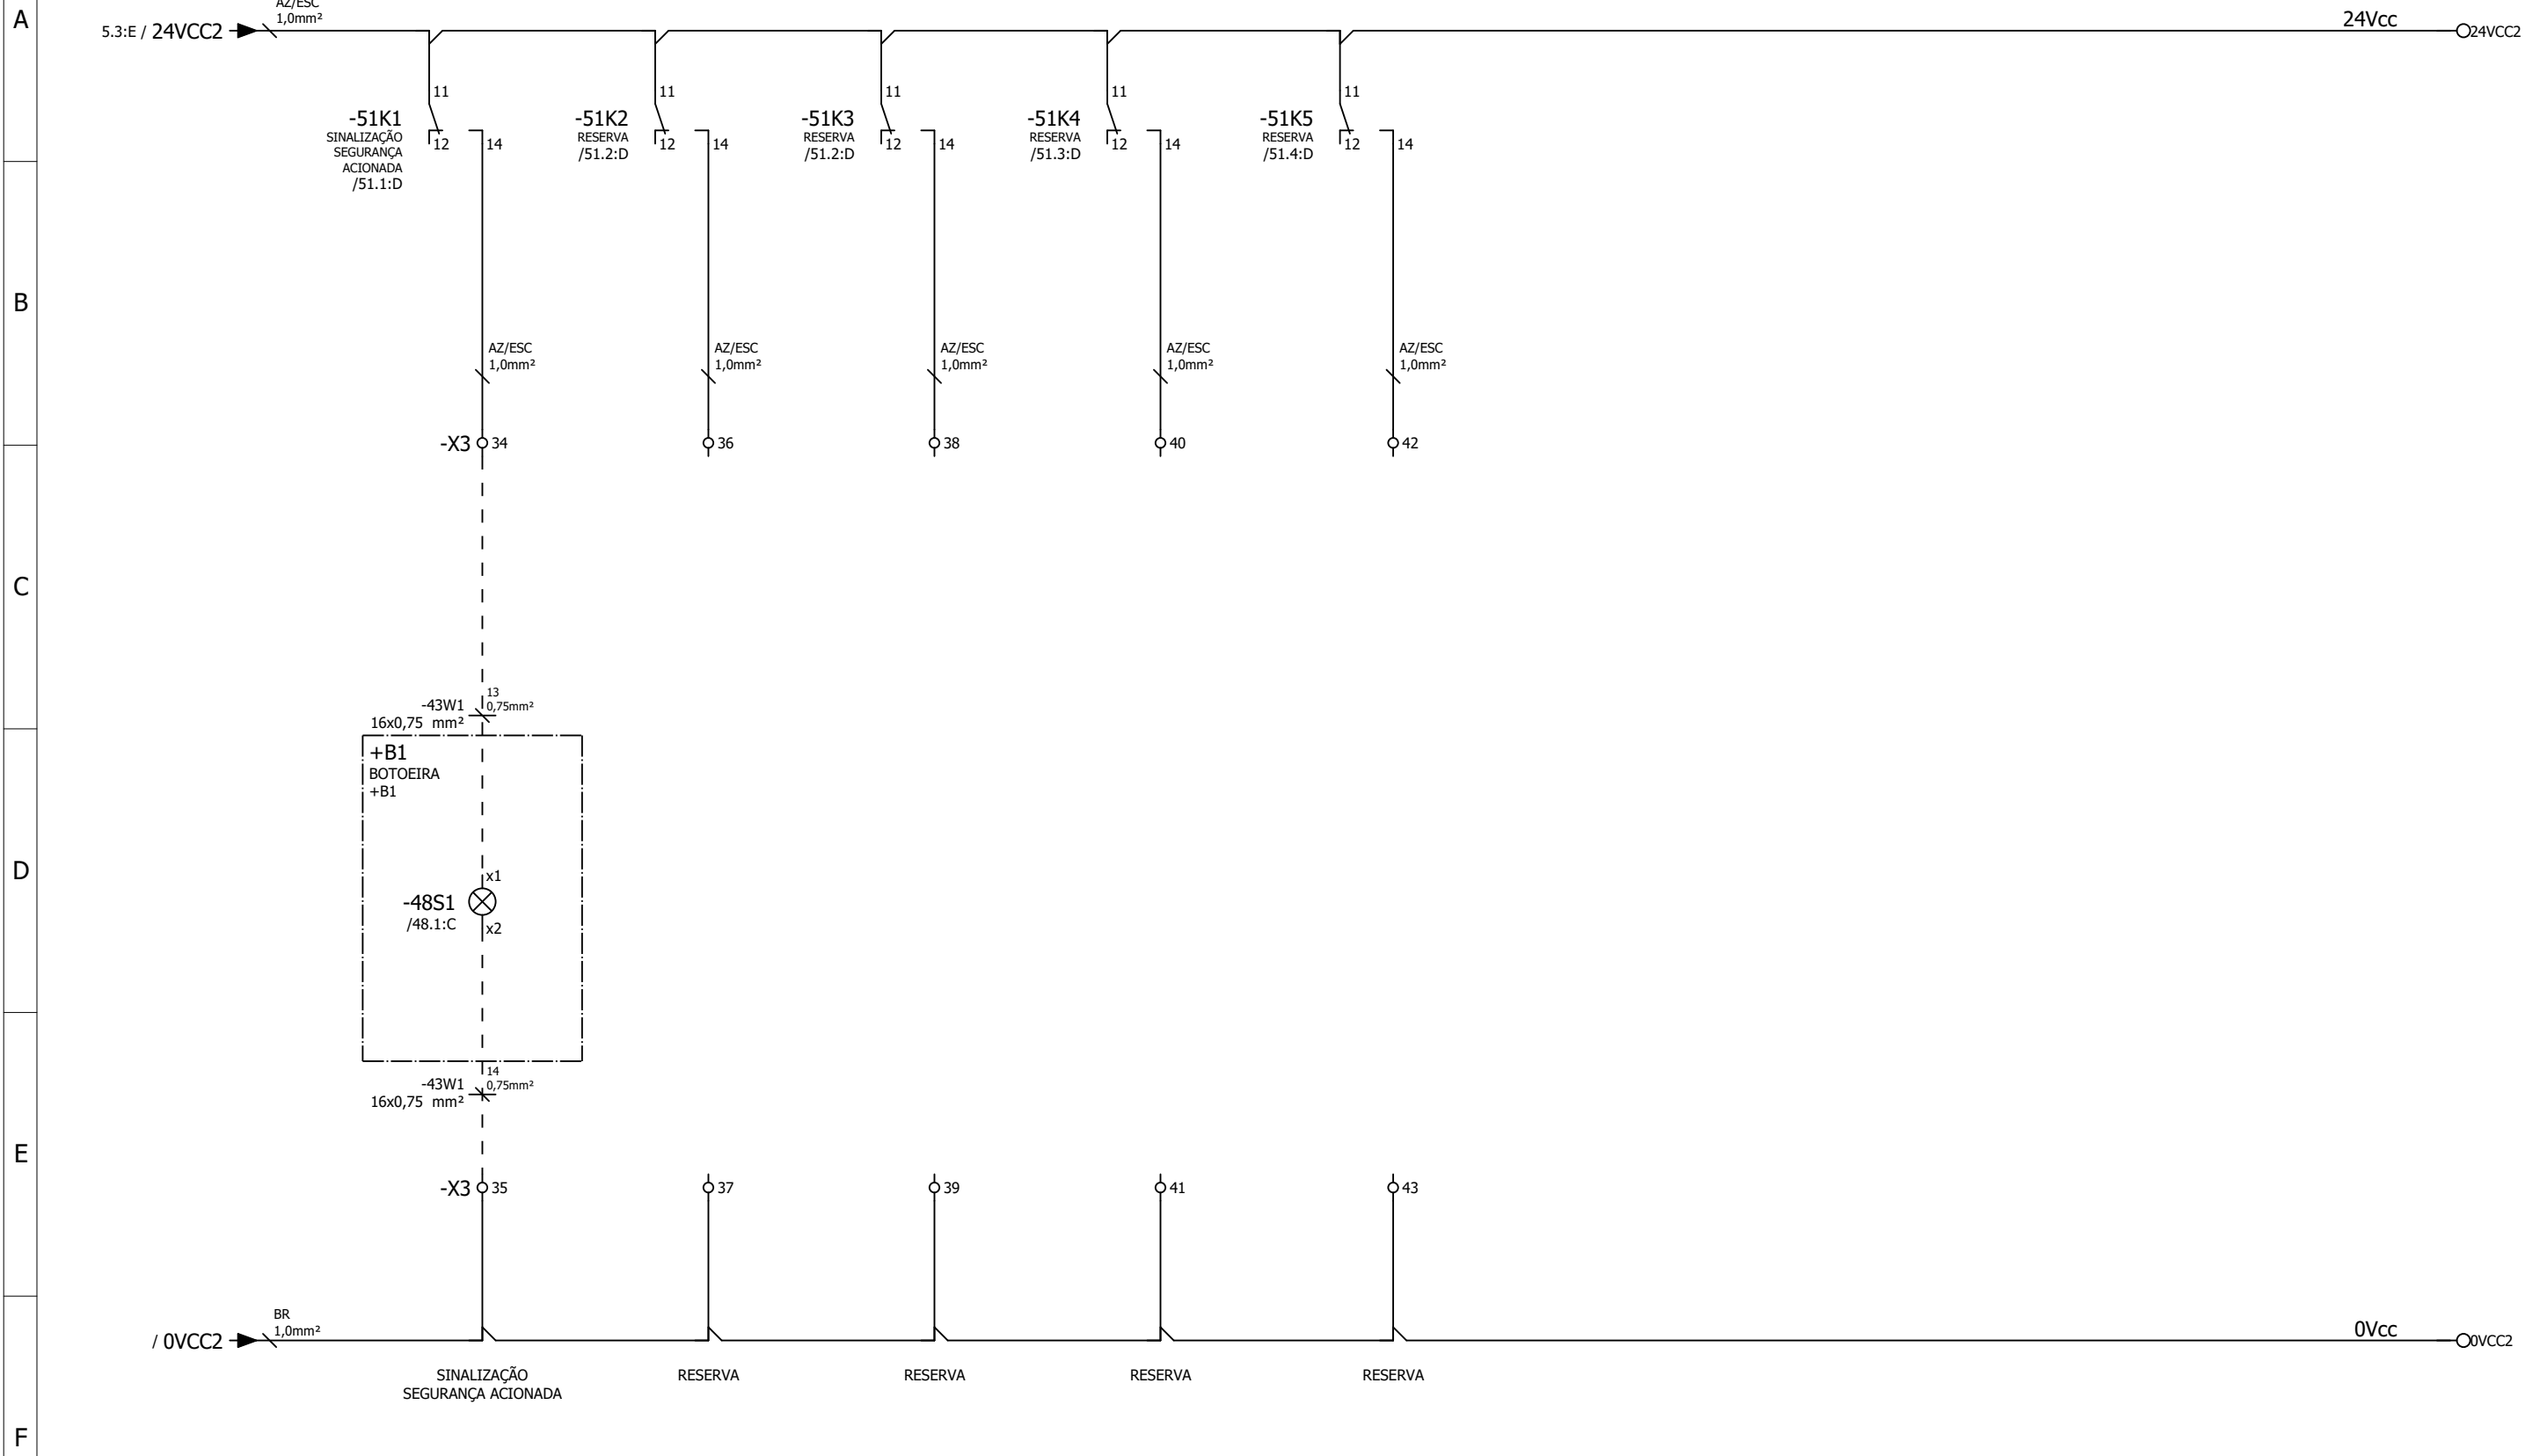 A
AZ/ESC
1,0mm²
5.3:E / 24VCC2
24Vcc
24VCC2
11
-51K1
SINALIZAÇÃO
SEGURANÇA
ACIONADA
/51.1:D
12
14
11
-51K2
RESERVA
/51.2:D
12
14
11
-51K3
RESERVA
/51.2:D
12
14
11
-51K4
RESERVA
/51.3:D
12
14
11
-51K5
RESERVA
/51.4:D
12
14
B
AZ/ESC
1,0mm²
AZ/ESC
1,0mm²
AZ/ESC
1,0mm²
AZ/ESC
1,0mm²
AZ/ESC
1,0mm²
-X3
34
36
38
40
42
C
-43W1
16x0,75 mm²
13
0,75mm²
+B1
BOTOEIRA
+B1
D
x1
-48S1
/48.1:C
x2
-43W1
16x0,75 mm²
14
0,75mm²
E
-X3
35
37
39
41
43
BR
1,0mm²
/ 0VCC2
0Vcc
0VCC2
SINALIZAÇÃO
SEGURANÇA ACIONADA
RESERVA
RESERVA
RESERVA
RESERVA
F